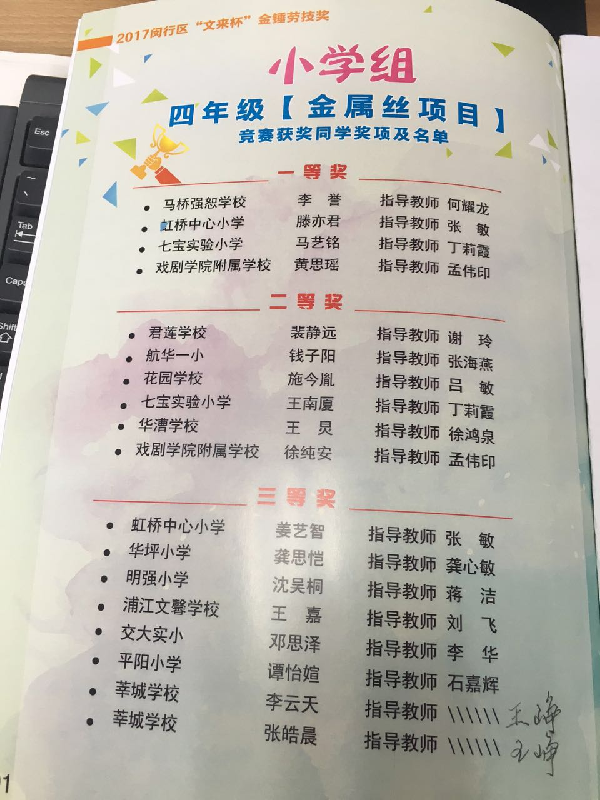 2017闵行区“文来杯”金锤劳技奖
小学组
四年级【金属丝项目】
竞赛获奖同学奖项及名单
一等奖
马桥强恕学校 李誉 指导教师 何耀龙
虹桥中心小学 滕亦君 指导教师 张敏
七宝实验小学 马艺铭 指导教师 丁莉霞
戏剧学院附属学校 黄思瑶 指导教师 孟伟印
二等奖
君莲学校 裴静远 指导教师 谢玲
航华一小 钱子阳 指导教师 张海燕
花园学校 施今胤 指导教师 吕敏
七宝实验小学 王南厦 指导教师 丁莉霞
华漕学校 王炅 指导教师 徐鸿泉
戏剧学院附属学校 徐纯安 指导教师 孟伟印
三等奖
虹桥中心小学 姜艺智 指导教师 张敏
华坪小学 龚思恺 指导教师 龚心敏
明强小学 沈吴桐 指导教师 蒋洁
浦江文馨学校 王嘉 指导教师 刘飞
交大实小 邓思泽 指导教师 李华
平阳小学 谭怡媗 指导教师 石嘉辉
莘城学校 李云天 指导教师 \\\\\\ 王峥
莘城学校 张皓晨 指导教师 \\\\\\ 王峥
Esc
Tab
Caps
Shift